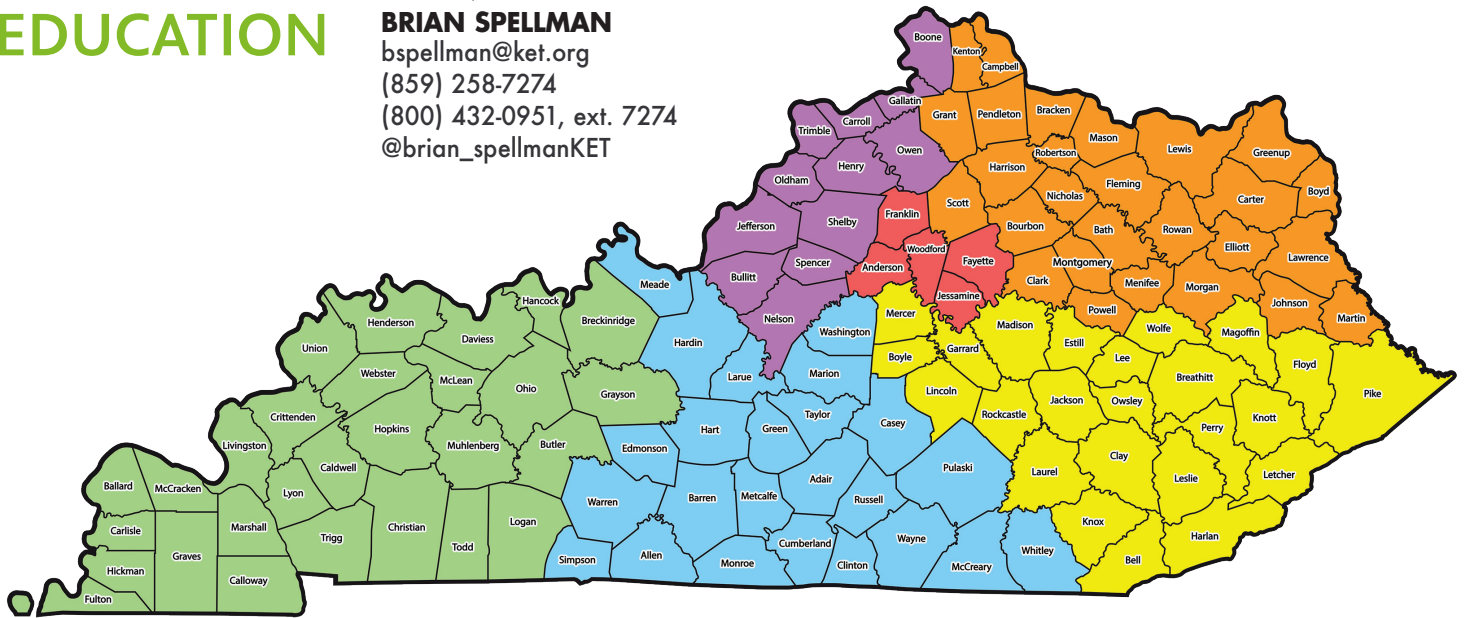 EDUCATION
BRIAN SPELLMAN
bspellman@ket.org
(859) 258-7274
(800) 432-0951, ext. 7274
@brian_spellmanKET
Boone
Kenton
Campbell
Gallatin
Carroll
Trimble
Grant
Pendleton
Bracken
Mason
Lewis
Greenup
Owen
Henry
Oldham
Harrison
Robertson
Nicholas
Fleming
Carter
Boyd
Jefferson
Shelby
Franklin
Scott
Bourbon
Bath
Rowan
Elliott
Lawrence
Bullitt
Spencer
Anderson
Woodford
Fayette
Clark
Montgomery
Menifee
Morgan
Johnson
Martin
Jessamine
Powell
Nelson
Meade
Hancock
Breckinridge
Hardin
Washington
Mercer
Madison
Estill
Wolfe
Magoffin
Floyd
Pike
Henderson
Daviess
Union
Webster
McLean
Ohio
Grayson
Larue
Marion
Boyle
Garrard
Lee
Breathitt
Lincoln
Rockcastle
Jackson
Owsley
Perry
Knott
Crittenden
Livingston
Hopkins
Muhlenberg
Butler
Edmonson
Hart
Green
Taylor
Casey
Pulaski
Laurel
Clay
Leslie
Letcher
Ballard
McCracken
Lyon
Caldwell
Warren
Barren
Metcalfe
Adair
Russell
Carlisle
Marshall
Graves
Trigg
Christian
Todd
Logan
Simpson
Allen
Monroe
Cumberland
Clinton
Wayne
McCreary
Whitley
Knox
Bell
Harlan
Hickman
Calloway
Fulton